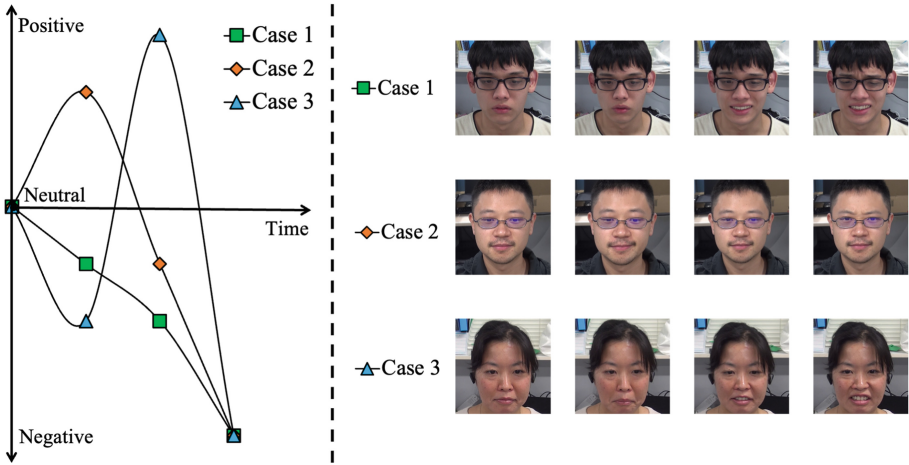 Positive
Case 1
Case 2
Case 3
Neutral
Time
Negative
Case 1
Case 2
Case 3